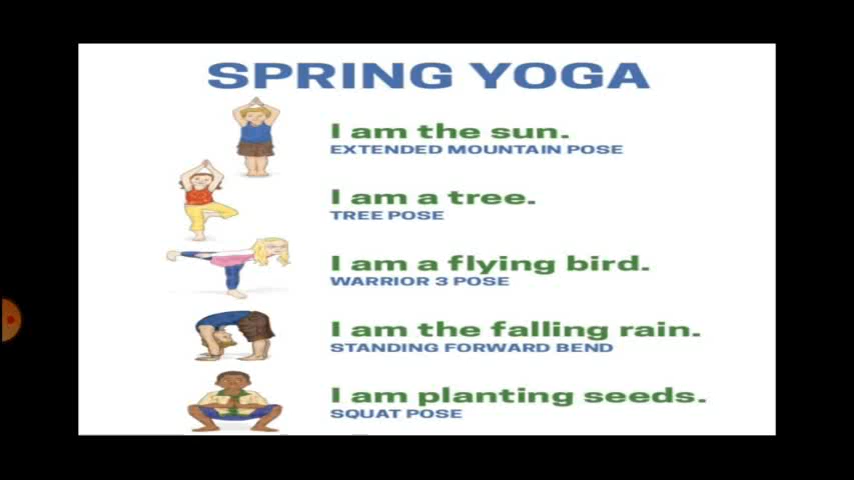 SPRING YOGA
I am the sun.
EXTENDED MOUNTAIN POSE
I am a tree.
TREE POSE
I am a flying bird.
WARRIOR 3 POSE
I am the falling rain.
STANDING FORWARD BEND
I am planting seeds.
SQUAT POSE